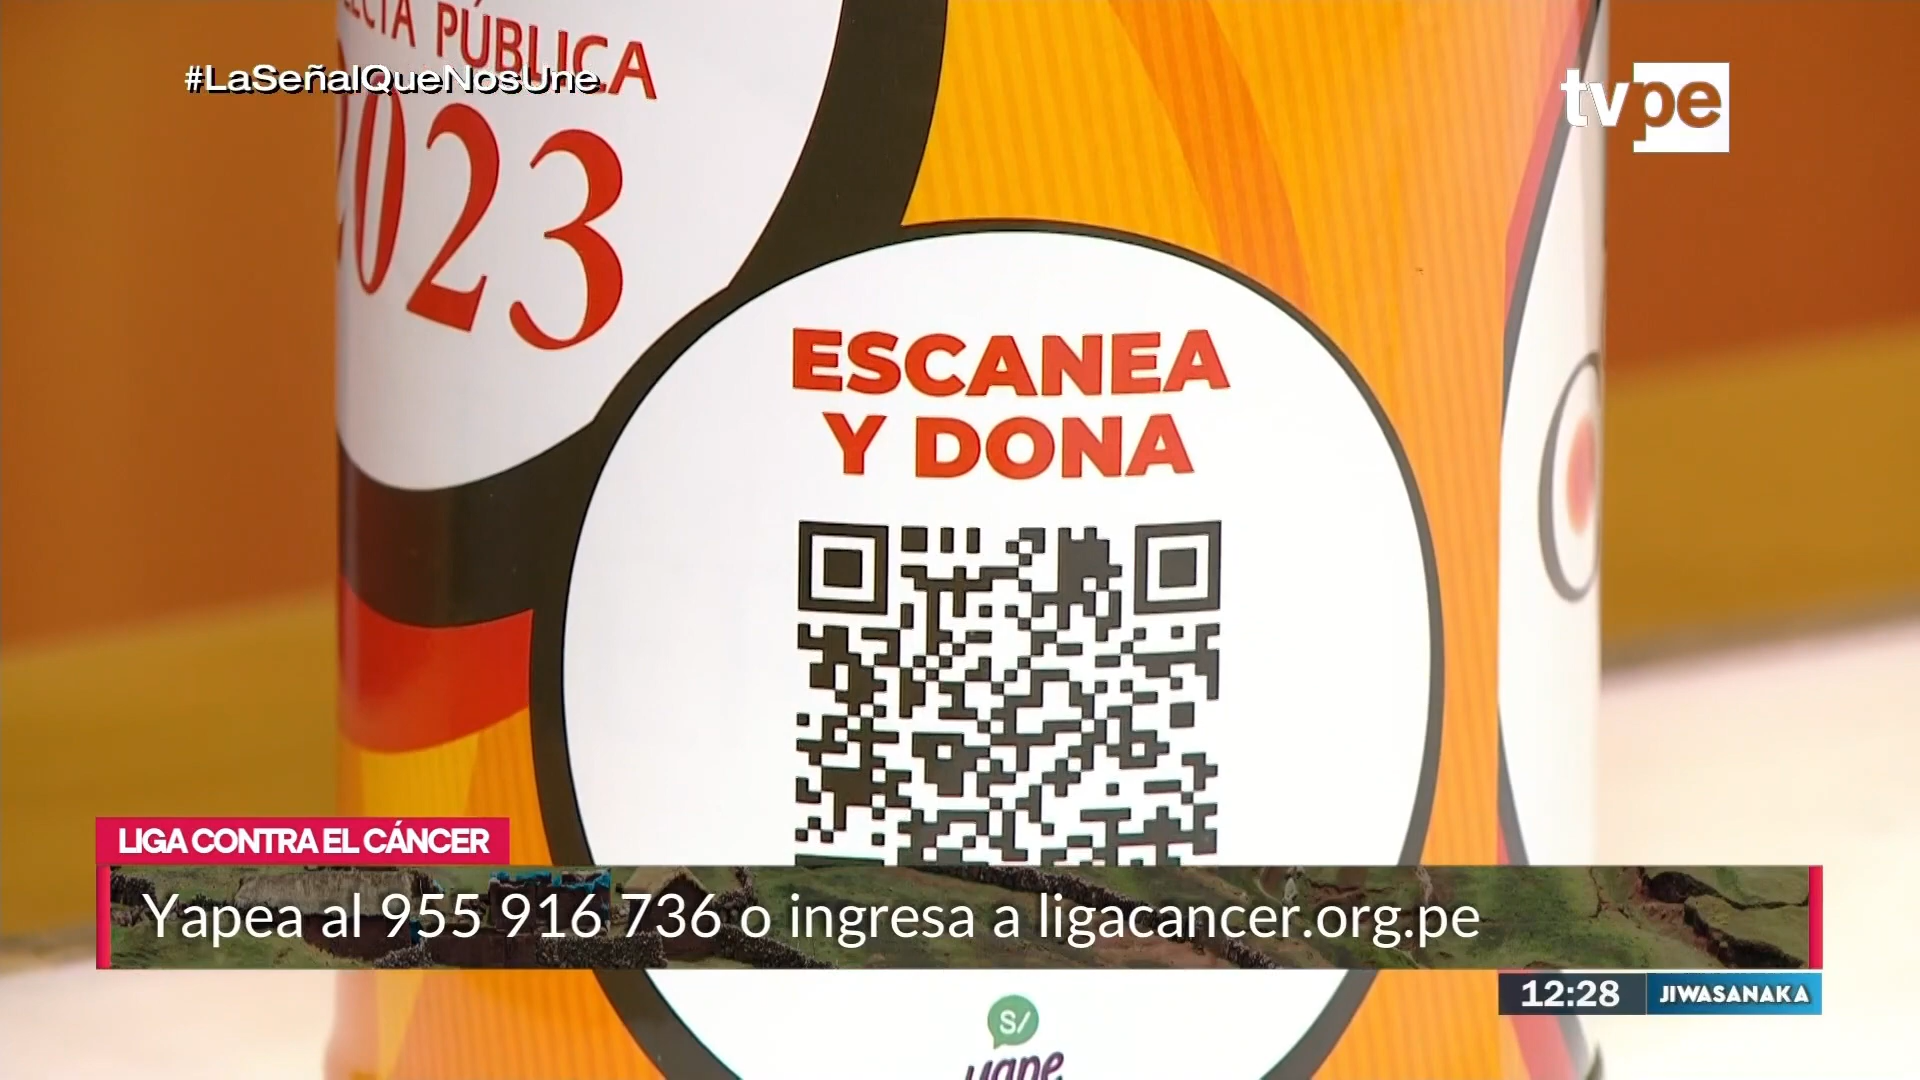 PÚBLICA
#LaSeñalQueNosUne
2023
tvpe
ESCANEA
Y DONA
LIGA CONTRA EL CÁNCER
Yapea al 955 916 736 o ingresa a ligacancer.org.pe
12:28 JIWASANAKA
S/
yape